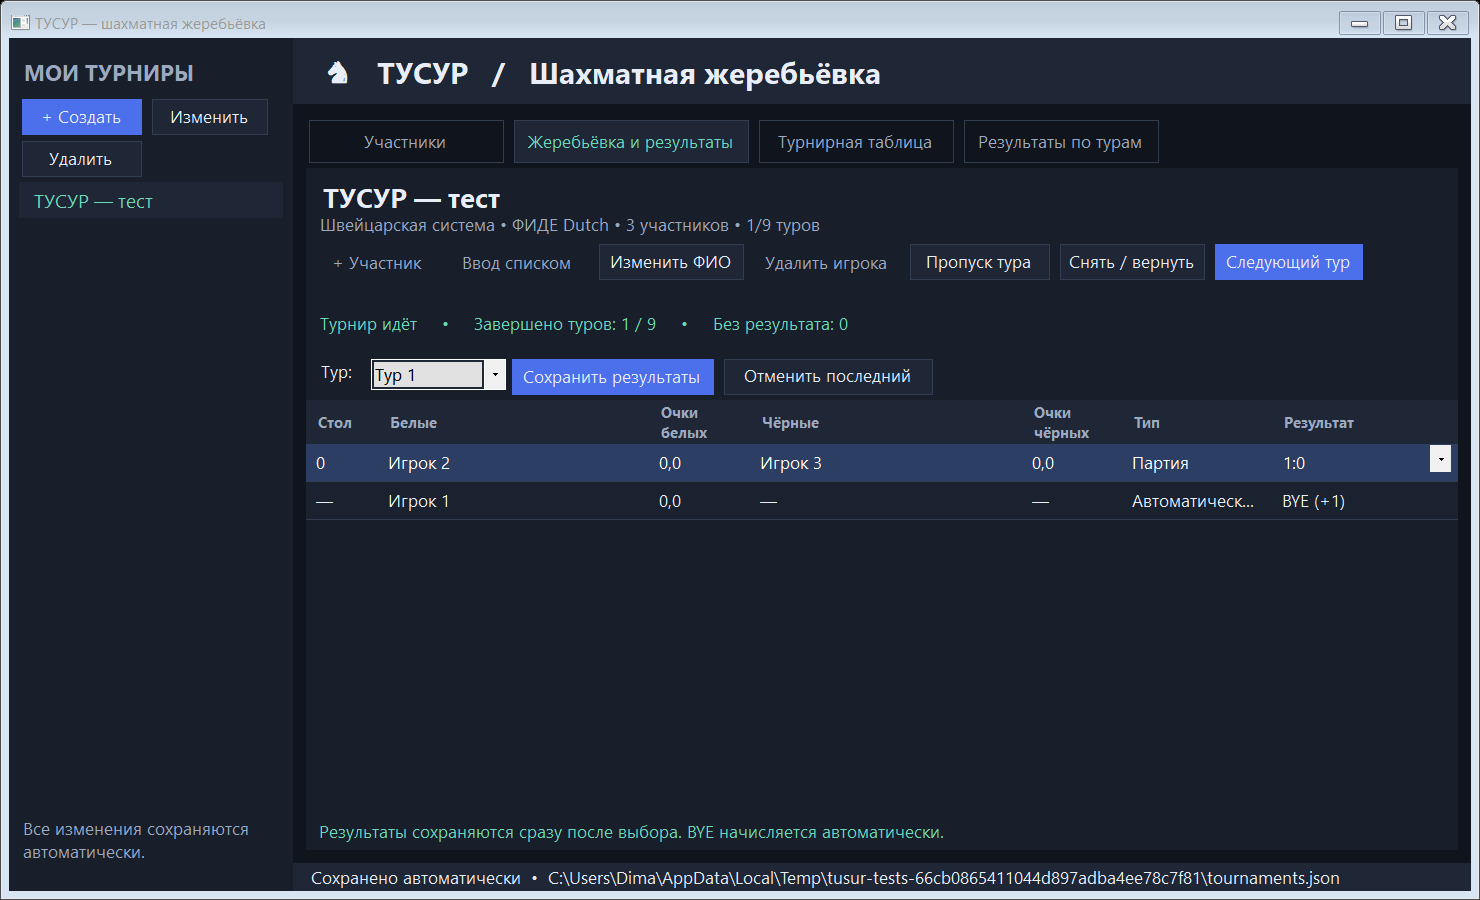 ТУСУР — шахматная жеребьёвка
МОИ ТУРНИРЫ
+ Создать
Изменить
Удалить
ТУСУР — тест
Все изменения сохраняются
автоматически.
ТУСУР / Шахматная жеребьёвка
Участники
Жеребьёвка и результаты
Турнирная таблица
Результаты по турам
ТУСУР — тест
Швейцарская система • ФИДЕ Dutch • 3 участников • 1/9 туров
+ Участник
Ввод списком
Изменить ФИО
Удалить игрока
Пропуск тура
Снять / вернуть
Следующий тур
Турнир идёт • Завершено туров: 1 / 9 • Без результата: 0
Тур:
Тур 1
Сохранить результаты
Отменить последний
Стол Белые Очки белых Чёрные Очки чёрных Тип Результат
0 Игрок 2 0,0 Игрок 3 0,0 Партия 1:0
— Игрок 1 0,0 — — Автоматическ... BYE (+1)
Результаты сохраняются сразу после выбора. BYE начисляется автоматически.
Сохранено автоматически • C:\Users\Dima\AppData\Local\Temp\tusur-tests-66cb0865411044d897adba4ee78c7f81\tournaments.json